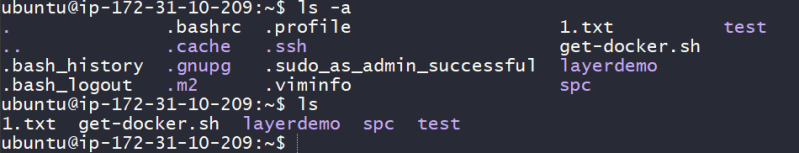 ubuntu@ip-172-31-10-209:~$ ls -a
.             .bashrc  .profile                   1.txt          test
..            .cache   .ssh                       get-docker.sh
.bash_history .gnupg   .sudo_as_admin_successful  layerdemo
.bash_logout  .m2      .viminfo                   spc
ubuntu@ip-172-31-10-209:~$ ls
1.txt  get-docker.sh  layerdemo  spc  test
ubuntu@ip-172-31-10-209:~$